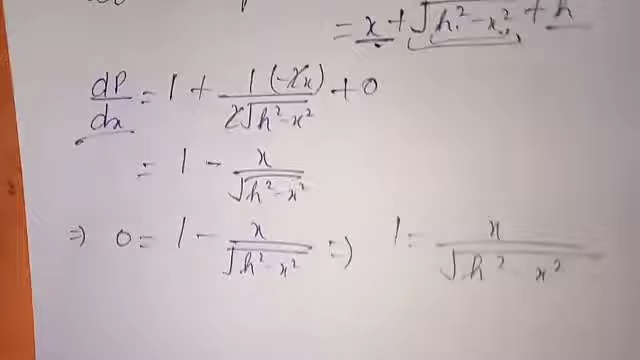 = x + √(h² - x²) + h
dP/dx = 1 + 1(-2x)/(2√(h² - x²)) + 0
= 1 - x/√(h² - x²)
⇒ 0 = 1 - x/√(h² - x²) ⇒ 1 = x/√(h² - x²)